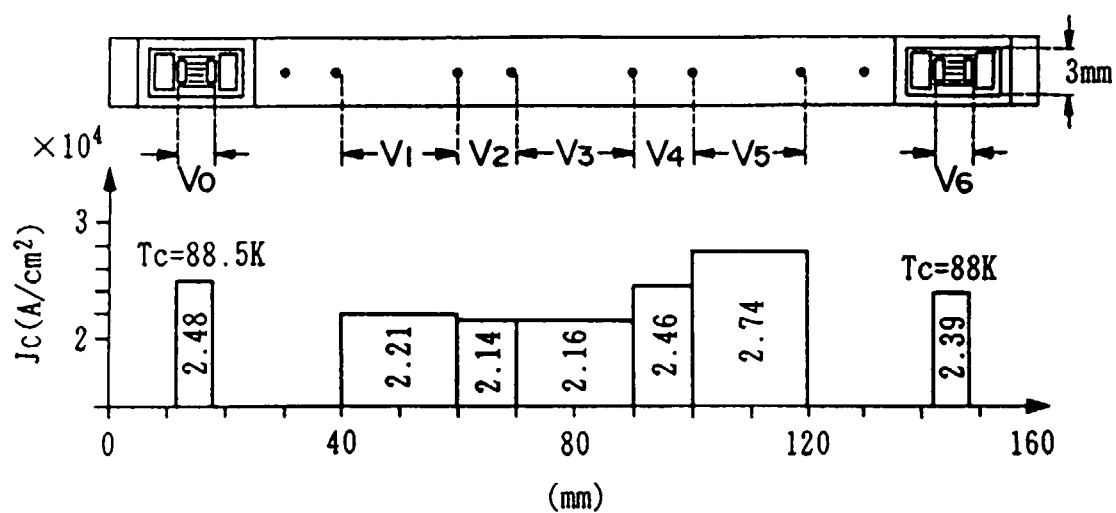 3mm
×10⁴
V0
V1
V2
V3
V4
V5
V6
3
2
Jc(A/cm²)
Tc=88.5K
Tc=88K
2.48
2.21
2.14
2.16
2.46
2.74
2.39
0
40
80
120
160
(mm)